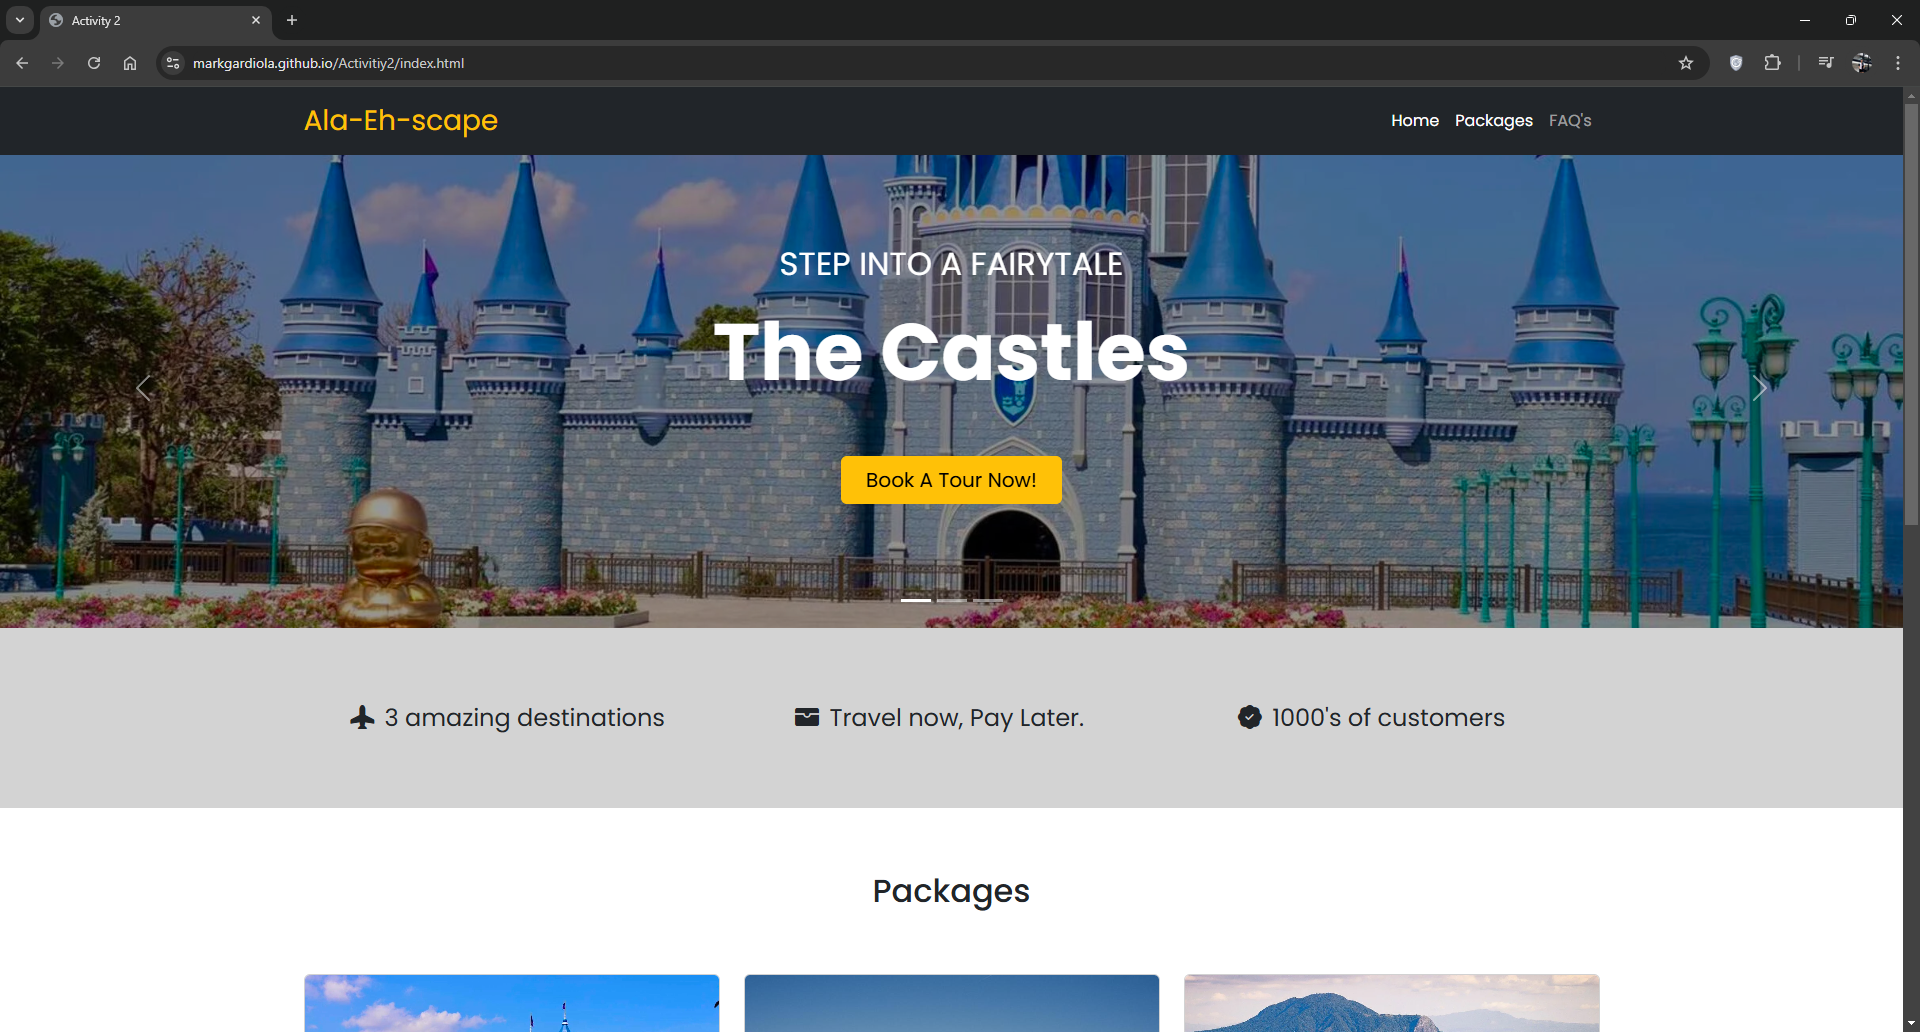 Activity 2
markgardiola.github.io/Activitiy2/index.html
Ala-Eh-scape
Home Packages FAQ's
STEP INTO A FAIRYTALE
The Castles
Book A Tour Now!
3 amazing destinations
Travel now, Pay Later.
1000's of customers
Packages